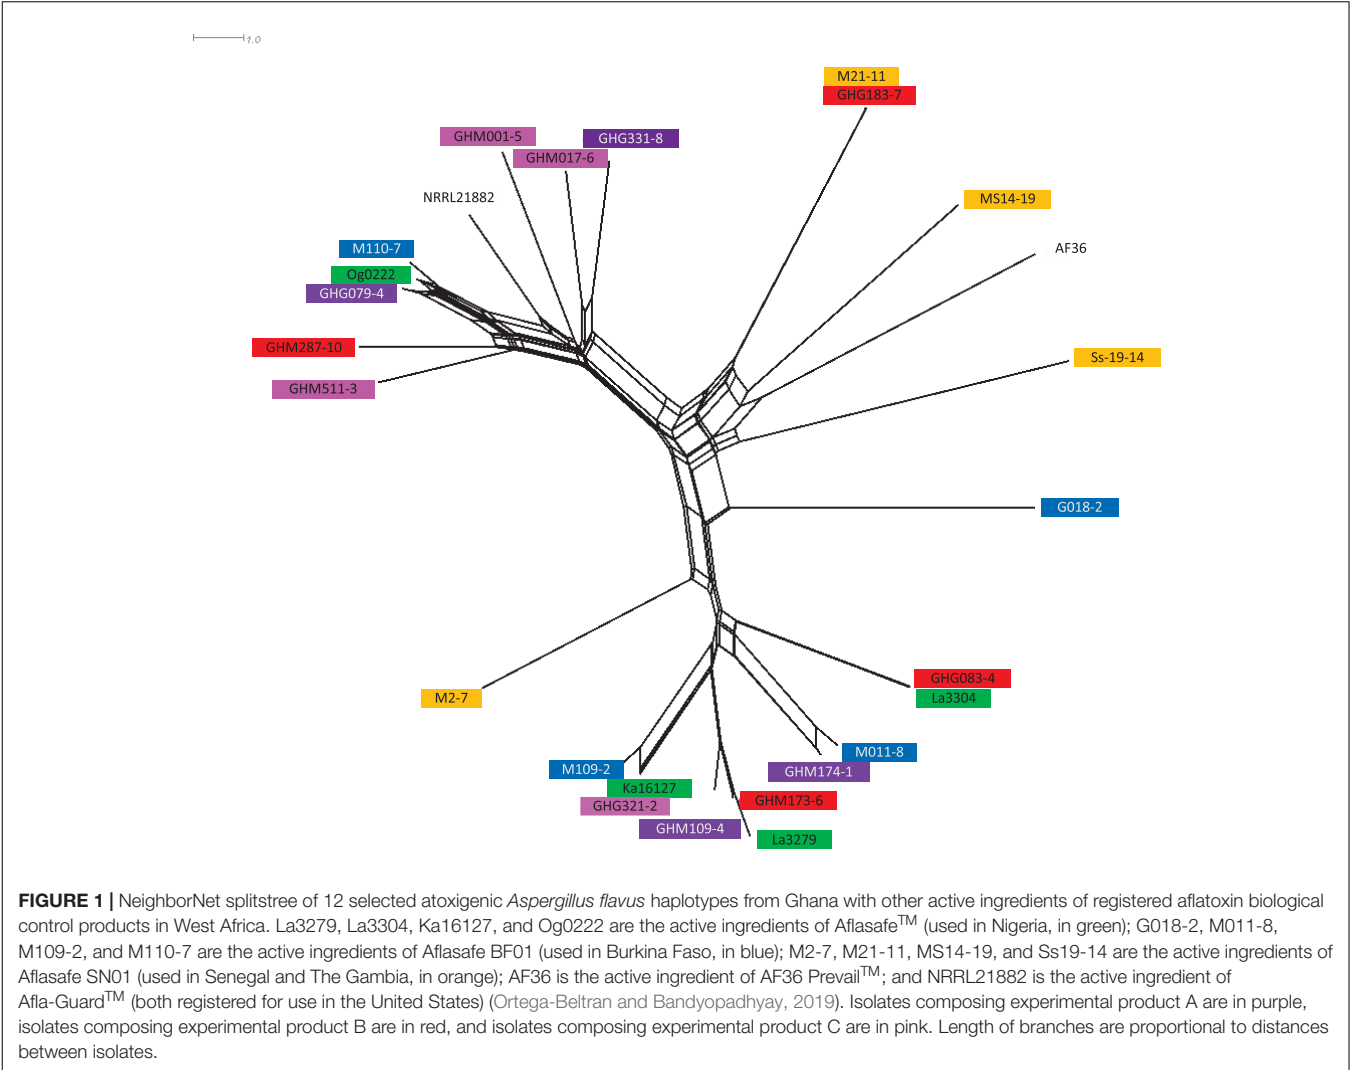 1.0
M21-11
GHG183-7
GHM001-5
GHG331-8
GHM017-6
NRRL21882
MS14-19
AF36
M110-7
Og0222
GHG079-4
GHM287-10
Ss-19-14
GHM511-3
G018-2
GHG083-4
M2-7
La3304
M011-8
M109-2
GHM174-1
Ka16127
GHM173-6
GHG321-2
GHM109-4
La3279
FIGURE 1 | NeighborNet splitstree of 12 selected atoxigenic Aspergillus flavus haplotypes from Ghana with other active ingredients of registered aflatoxin biological
control products in West Africa. La3279, La3304, Ka16127, and Og0222 are the active ingredients of Aflasafe™ (used in Nigeria, in green); G018-2, M011-8,
M109-2, and M110-7 are the active ingredients of Aflasafe BF01 (used in Burkina Faso, in blue); M2-7, M21-11, MS14-19, and Ss19-14 are the active ingredients of
Aflasafe SN01 (used in Senegal and The Gambia, in orange); AF36 is the active ingredient of AF36 Prevail™; and NRRL21882 is the active ingredient of
Afla-Guard™ (both registered for use in the United States) (Ortega-Beltran and Bandyopadhyay, 2019). Isolates composing experimental product A are in purple,
isolates composing experimental product B are in red, and isolates composing experimental product C are in pink. Length of branches are proportional to distances
between isolates.